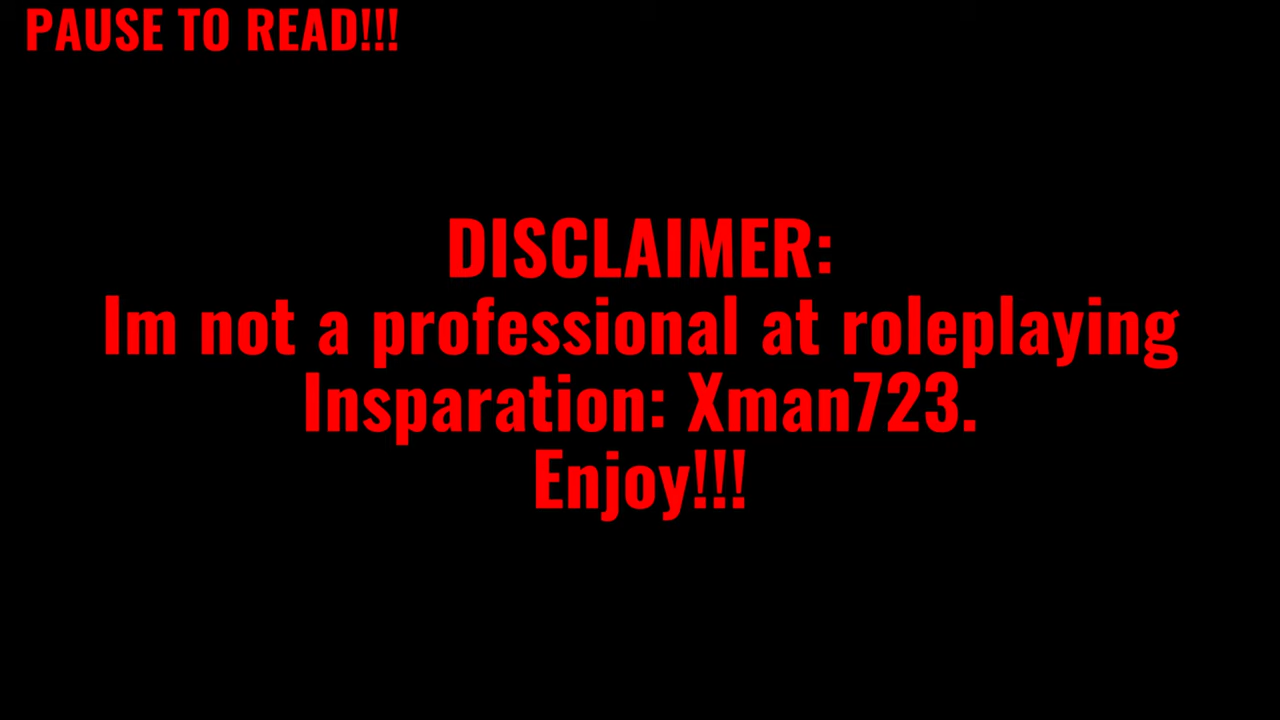 PAUSE TO READ!!!
DISCLAIMER:
Im not a professional at roleplaying
Insparation: Xman723.
Enjoy!!!